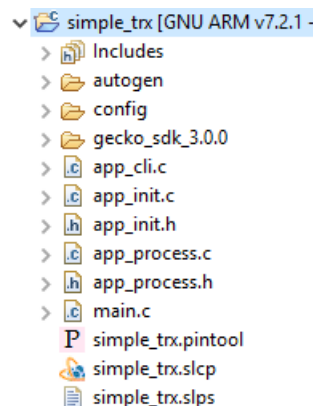 simple_trx [GNU ARM v7.2.1 -
Includes
autogen
config
gecko_sdk_3.0.0
app_cli.c
app_init.c
app_init.h
app_process.c
app_process.h
main.c
simple_trx.pintool
simple_trx.slcp
simple_trx.slps